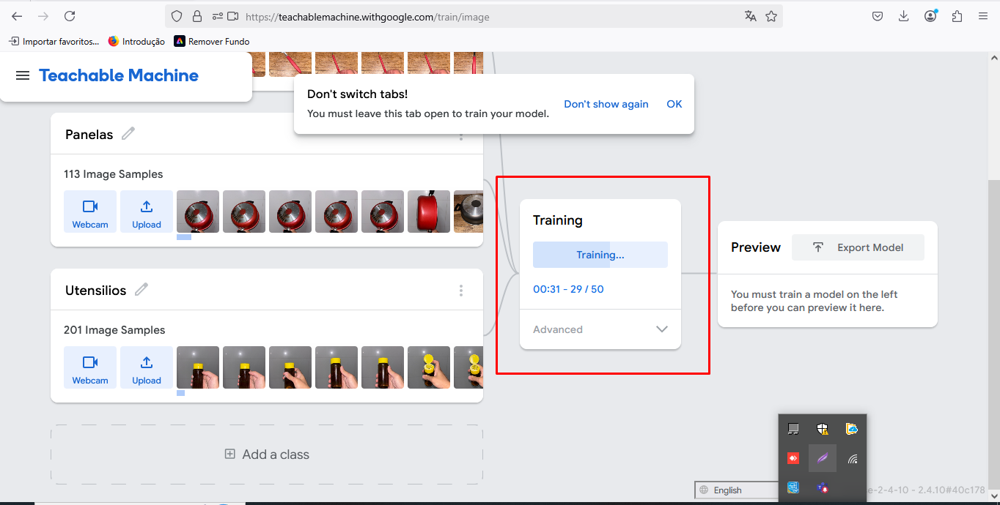 https://teachablemachine.withgoogle.com/train/image
Importar favoritos...
Introdução
Remover Fundo
Teachable Machine
Don't switch tabs!
You must leave this tab open to train your model.
Don't show again
OK
Panelas
113 Image Samples
Webcam
Upload
Utensilios
201 Image Samples
Webcam
Upload
Add a class
Training
Training...
00:31 - 29 / 50
Advanced
Preview
Export Model
You must train a model on the left
before you can preview it here.
English
e-2-4-10 - 2.4.10#40c178